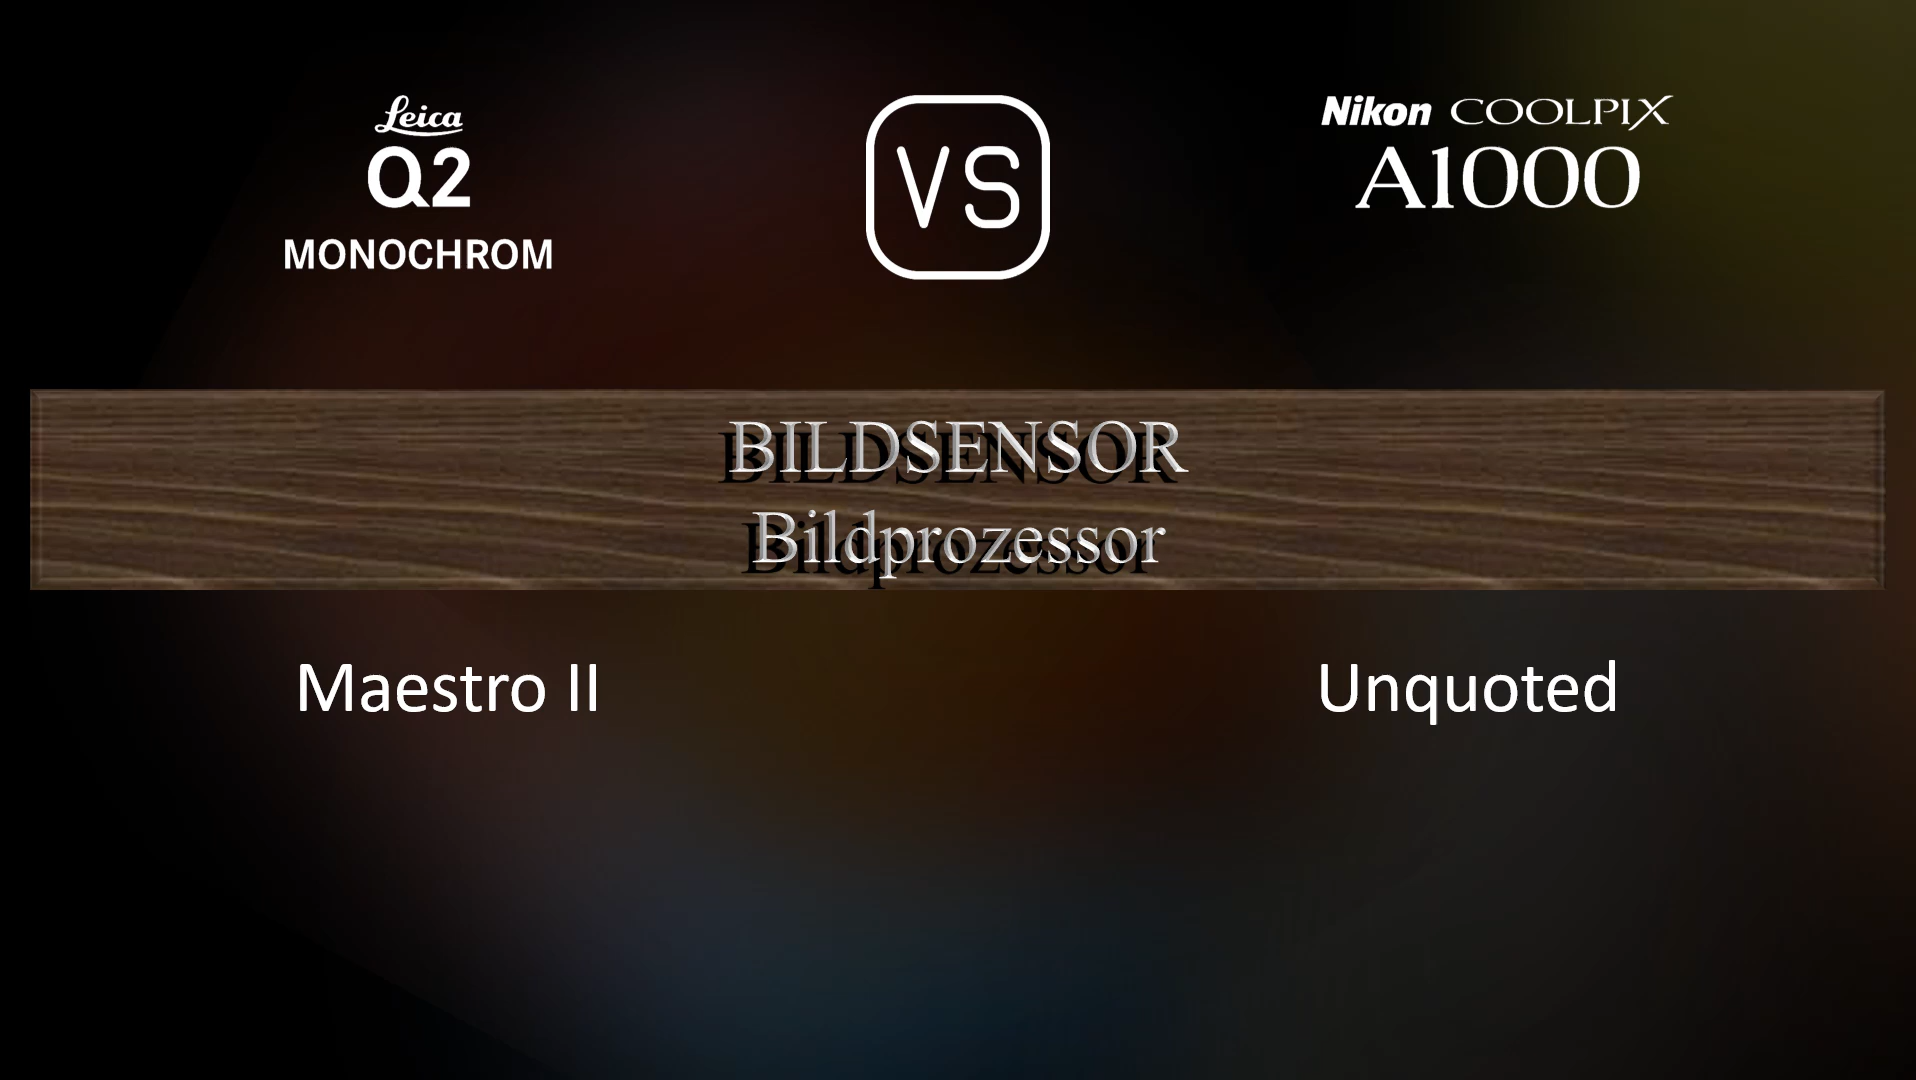 Leica
Q2
MONOCHROM
VS
Nikon COOLPIX
A1000
BILDSENSOR
Bildprozessor
Maestro II
Unquoted